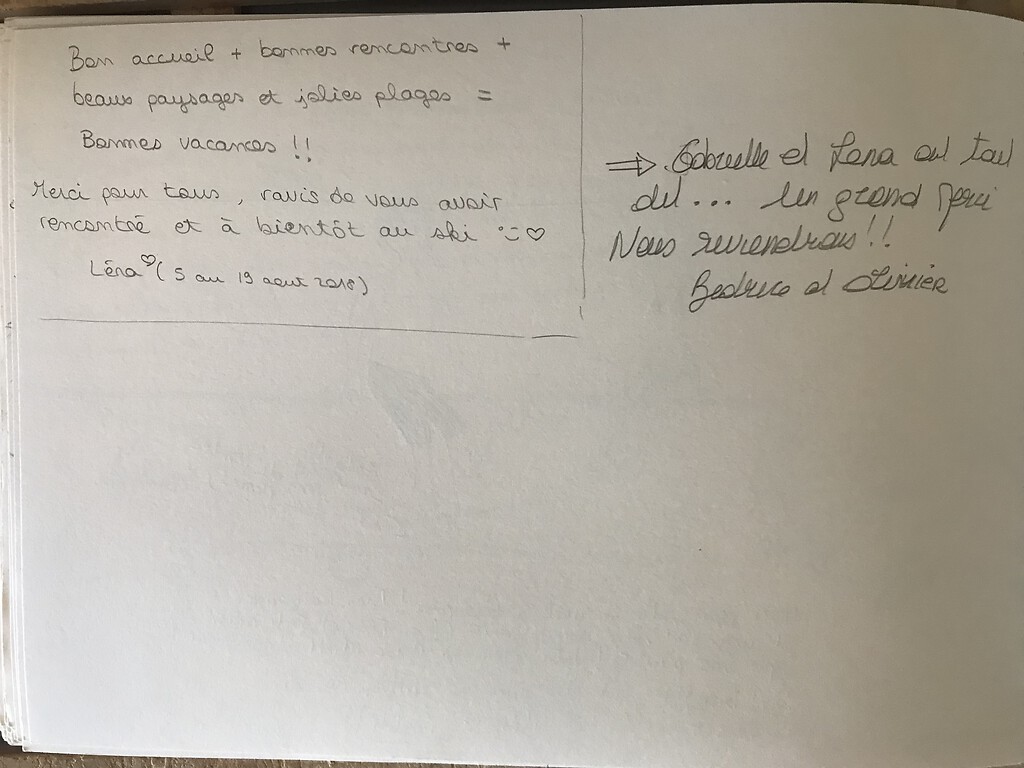 Bon accueil + bonnes rencontres +
beaux paysages et jolies plages =
Bonnes vacances !!
Merci pour tous, ravis de vous avoir
rencontré et à bientôt au ski
Léna (5 au 19 aout 2018)
⇒ Gabrielle et Lena ont tout
dit... Un grand Merci
Nous reviendrons !!
et Olivier